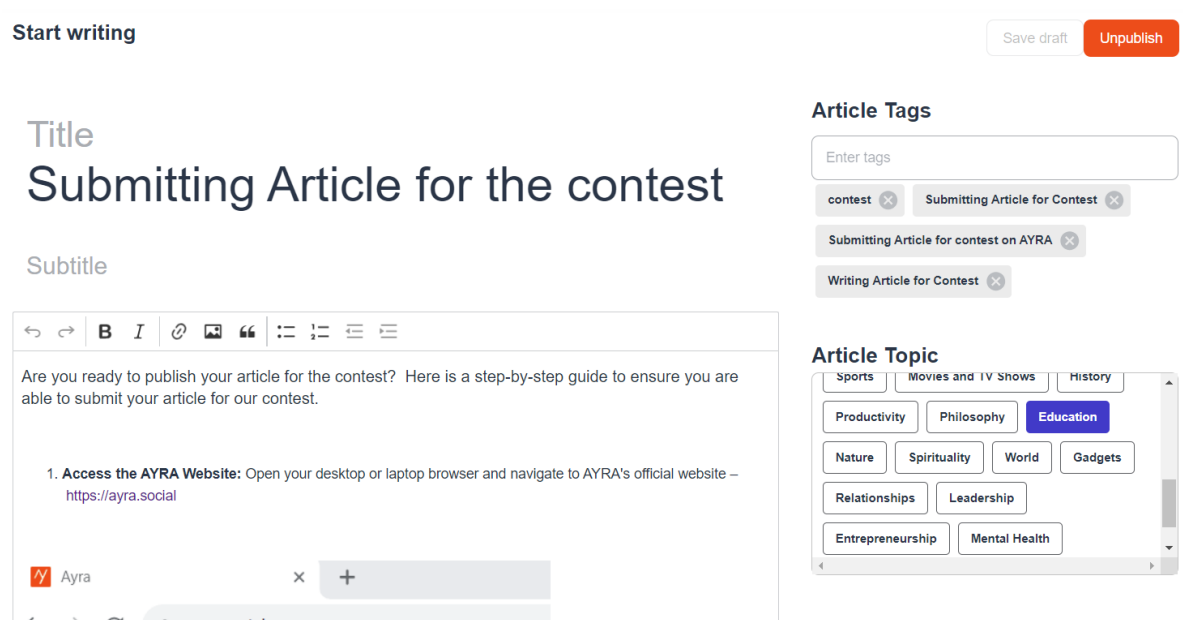 Start writing
Save draft
Unpublish
Title
Submitting Article for the contest
Subtitle
B I
Are you ready to publish your article for the contest?  Here is a step-by-step guide to ensure you are
able to submit your article for our contest.
1. Access the AYRA Website: Open your desktop or laptop browser and navigate to AYRA's official website –
https://ayra.social
Ayra
Article Tags
Enter tags
contest
Submitting Article for Contest
Submitting Article for contest on AYRA
Writing Article for Contest
Article Topic
Sports Movies and TV Shows History
Productivity Philosophy Education
Nature Spirituality World Gadgets
Relationships Leadership
Entrepreneurship Mental Health